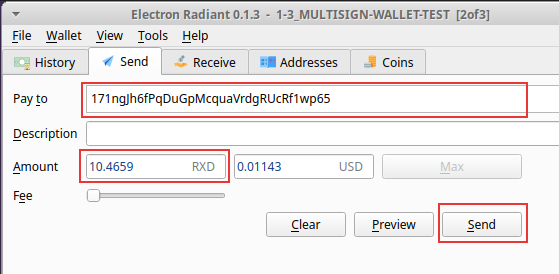 Electron Radiant 0.1.3 - 1-3_MULTISIGN-WALLET-TEST [2of3]
File Wallet View Tools Help
History Send Receive Addresses Coins
Pay to 171ngJh6fPqDuGpMcquaVrdgRUcRf1wp65
Description
Amount 10.4659 RXD 0.01143 USD Max
Fee
Clear Preview Send